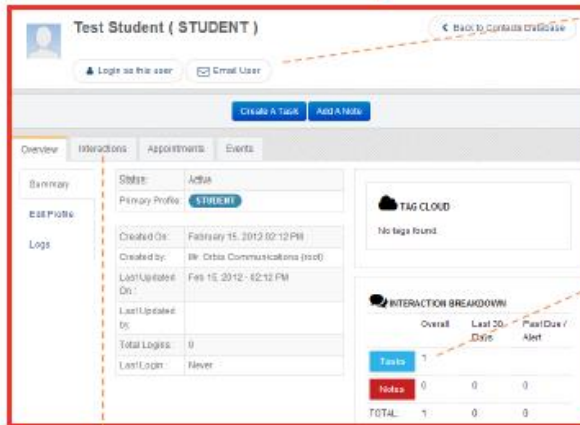 Test Student ( STUDENT )
Back to Contacts Database
Login as this user
Email User
Create A Task
Add A Note
Overview
Interactions
Appointments
Events
Summary
Edit Profile
Logs
Status: Active
Primary Profile: STUDENT
Created On: February 15, 2012 02:12 PM
Created by: Mr. Orbis Communications (root)
Last Updated On : Feb 15, 2012 - 02:12 PM
Last Updated by:
Total Logins: 0
Last Login: Never
TAG CLOUD
No tags found.
INTERACTION BREAKDOWN
Overall
Last 30 Days
Past Due / Alert
Tasks 1
Notes 0 0 0
TOTAL: 1 0 0